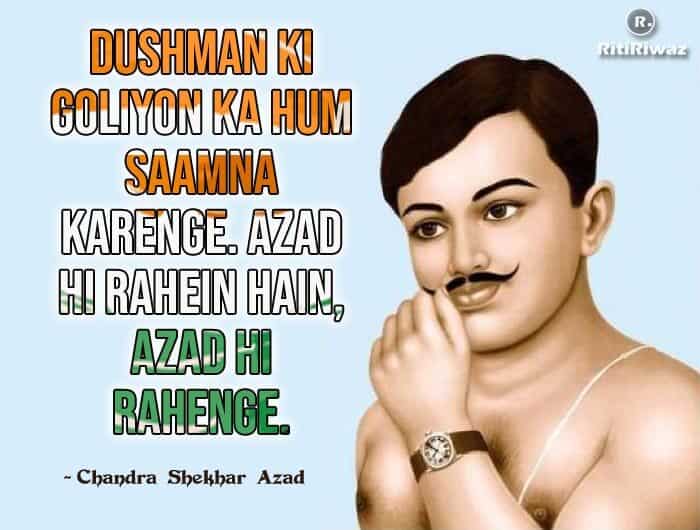 R.
RitiRiwaz
DUSHMAN KI
GOLIYON KA HUM
SAAMNA
KARENGE. AZAD
HI RAHEIN HAIN,
AZAD HI
RAHENGE.
~ Chandra Shekhar Azad